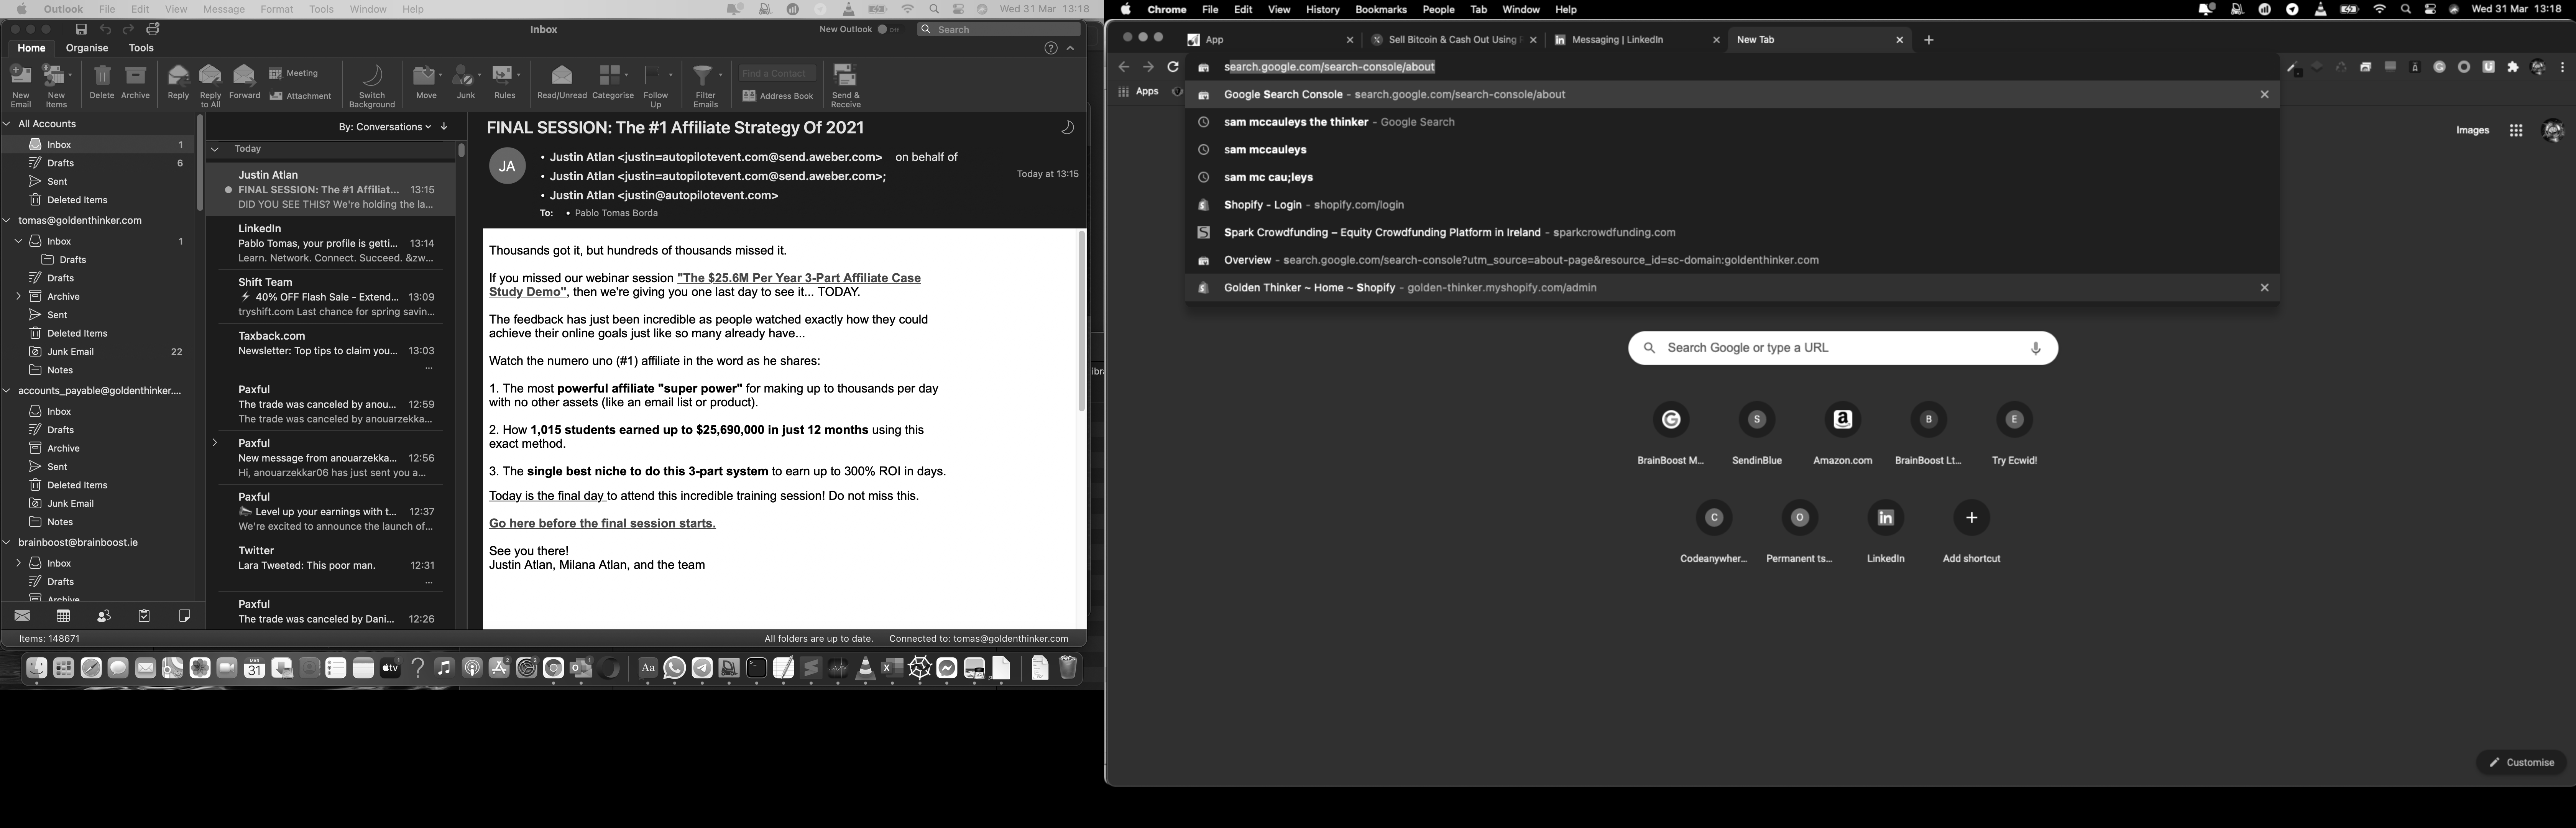 Outlook File Edit View Message Format Tools Window Help
Wed 31 Mar 13:18
Inbox
New Outlook Off
Search
Home Organise Tools
New Email
New Items
Delete
Archive
Reply
Reply to All
Forward
Meeting
Attachment
Switch Background
Move
Junk
Rules
Read/Unread
Categorise
Follow Up
Filter Emails
Find a Contact
Address Book
Send & Receive
All Accounts
Inbox 1
Drafts 6
Sent
Deleted Items
tomas@goldenthinker.com
Inbox 1
Drafts
Drafts
Archive
Sent
Deleted Items
Junk Email 22
Notes
accounts_payable@goldenthinker....
Inbox
Drafts
Archive
Sent
Deleted Items
Junk Email
Notes
brainboost@brainboost.ie
Inbox
Drafts
Archive
By: Conversations
Today
Justin Atlan
FINAL SESSION: The #1 Affiliat... 13:15
DID YOU SEE THIS? We're holding the la...
LinkedIn
Pablo Tomas, your profile is getti... 13:14
Learn. Network. Connect. Succeed. &zw...
Shift Team
⚡ 40% OFF Flash Sale - Extend... 13:09
tryshift.com Last chance for spring savin...
Taxback.com
Newsletter: Top tips to claim you... 13:03
...
Paxful
The trade was canceled by anou... 12:59
The trade was canceled by anouarzekka...
Paxful
New message from anouarzekka... 12:56
Hi, anouarzekkar06 has just sent you a...
Paxful
Level up your earnings with t... 12:37
We're excited to announce the launch of...
Twitter
Lara Tweeted: This poor man. 12:31
...
Paxful
The trade was canceled by Dani... 12:26
FINAL SESSION: The #1 Affiliate Strategy Of 2021
JA
• Justin Atlan <justin=autopilotevent.com@send.aweber.com> on behalf of
• Justin Atlan <justin=autopilotevent.com@send.aweber.com>;
• Justin Atlan <justin@autopilotevent.com>
Today at 13:15
To: • Pablo Tomas Borda
Thousands got it, but hundreds of thousands missed it.
If you missed our webinar session "The $25.6M Per Year 3-Part Affiliate Case
Study Demo", then we're giving you one last day to see it... TODAY.
The feedback has just been incredible as people watched exactly how they could
achieve their online goals just like so many already have...
Watch the numero uno (#1) affiliate in the word as he shares:
1. The most powerful affiliate "super power" for making up to thousands per day
with no other assets (like an email list or product).
2. How 1,015 students earned up to $25,690,000 in just 12 months using this
exact method.
3. The single best niche to do this 3-part system to earn up to 300% ROI in days.
Today is the final day to attend this incredible training session! Do not miss this.
Go here before the final session starts.
See you there!
Justin Atlan, Milana Atlan, and the team
Items: 148671
All folders are up to date. Connected to: tomas@goldenthinker.com
Chrome File Edit View History Bookmarks People Tab Window Help
Wed 31 Mar 13:18
App
Sell Bitcoin & Cash Out Using
Messaging | LinkedIn
New Tab
search.google.com/search-console/about
Apps
Google Search Console - search.google.com/search-console/about
sam mccauleys the thinker - Google Search
sam mccauleys
sam mc cau;leys
Shopify - Login - shopify.com/login
Spark Crowdfunding – Equity Crowdfunding Platform in Ireland - sparkcrowdfunding.com
Overview - search.google.com/search-console?utm_source=about-page&resource_id=sc-domain:goldenthinker.com
Golden Thinker ~ Home ~ Shopify - golden-thinker.myshopify.com/admin
Images
Search Google or type a URL
BrainBoost M...
SendinBlue
Amazon.com
BrainBoost Lt...
Try Ecwid!
Codeanywher...
Permanent ts...
LinkedIn
Add shortcut
Customise